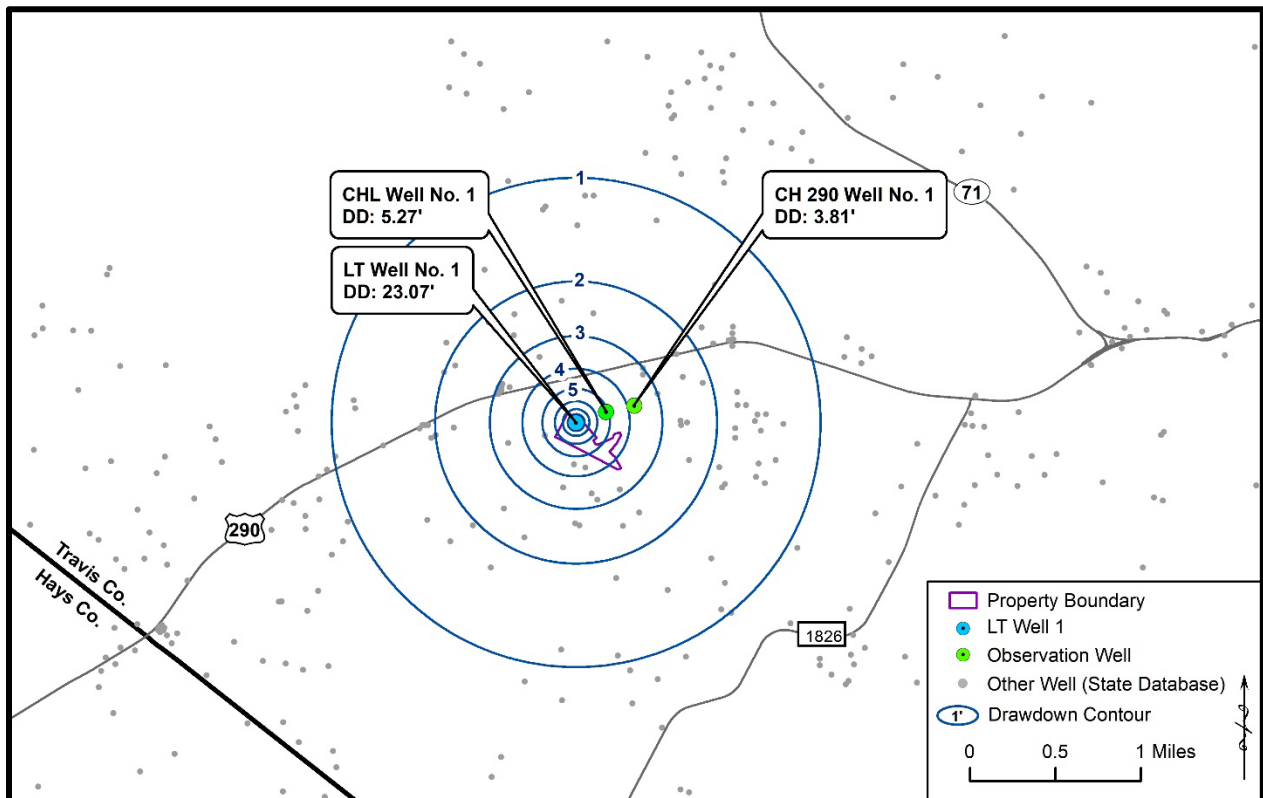 1
CHL Well No. 1
DD: 5.27'
CH 290 Well No. 1
DD: 3.81'
71
LT Well No. 1
DD: 23.07'
2
3
4
5
290
Travis Co.
Hays Co.
1826
Property Boundary
LT Well 1
Observation Well
Other Well (State Database)
1' Drawdown Contour
0 0.5 1 Miles